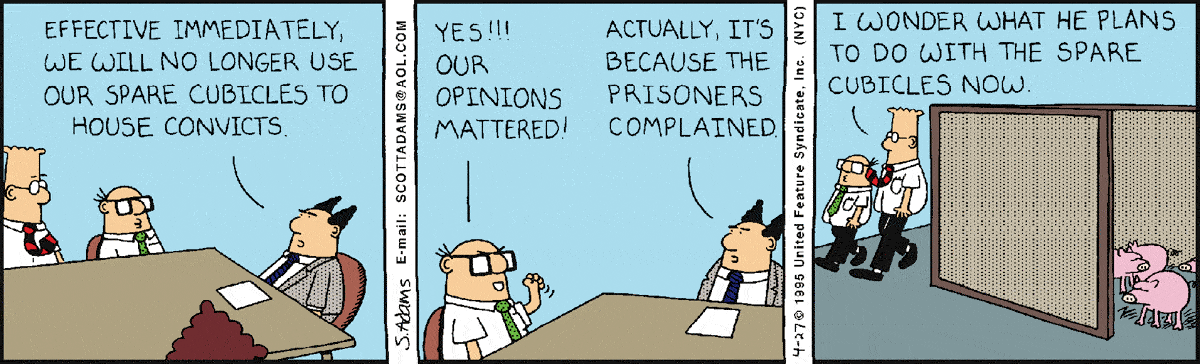 EFFECTIVE IMMEDIATELY,
WE WILL NO LONGER USE
OUR SPARE CUBICLES TO
HOUSE CONVICTS.
S.Adams
E-mail: SCOTTADAMS@AOL.COM
YES!!!
OUR
OPINIONS
MATTERED!
ACTUALLY, IT'S
BECAUSE THE
PRISONERS
COMPLAINED.
4-27 © 1995 United Feature Syndicate, Inc. (NYC)
I WONDER WHAT HE PLANS
TO DO WITH THE SPARE
CUBICLES NOW.